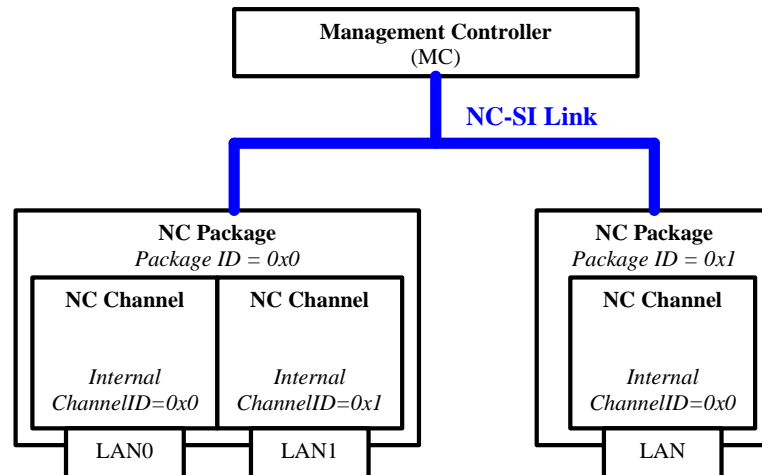 Management Controller
(MC)
NC-SI Link
NC Package
Package ID = 0x0
NC Channel
Internal
ChannelID=0x0
NC Channel
Internal
ChannelID=0x1
LAN0
LAN1
NC Package
Package ID = 0x1
NC Channel
Internal
ChannelID=0x0
LAN